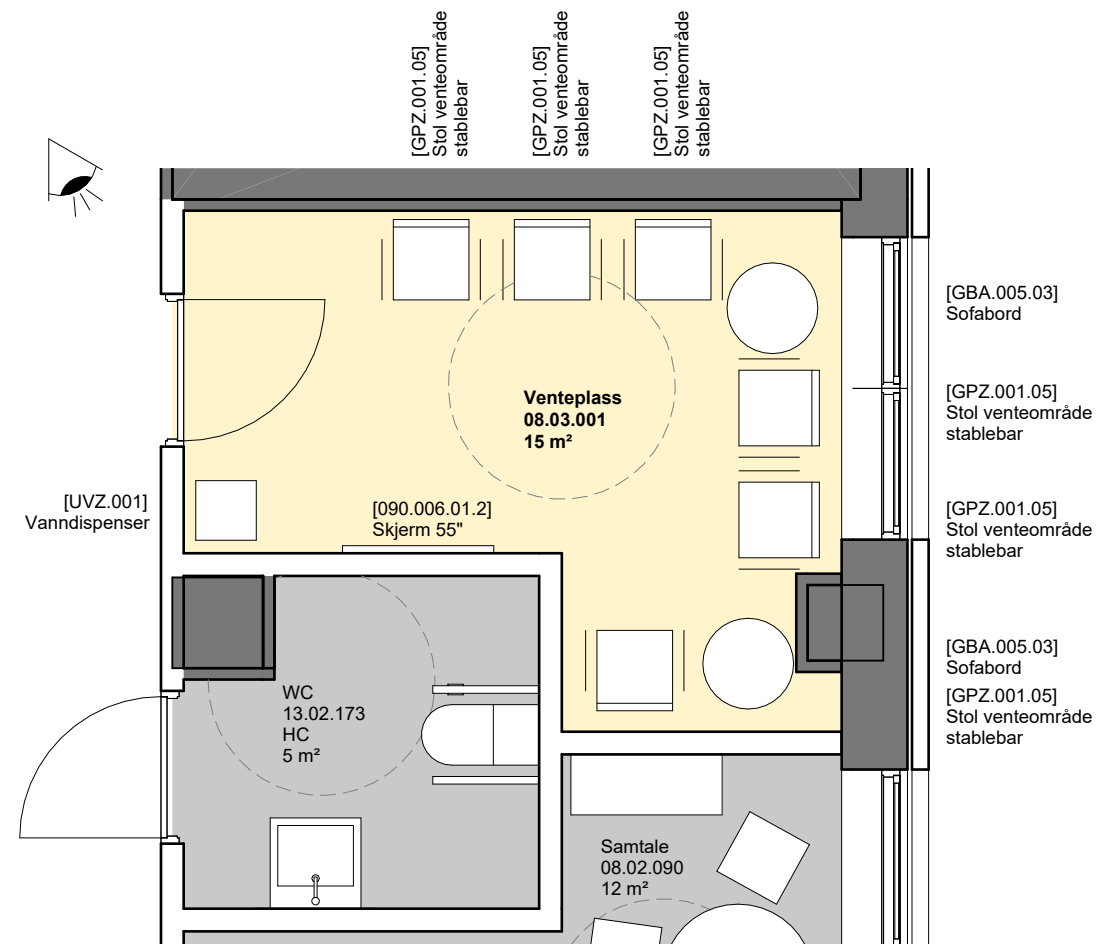 [GPZ.001.05]
Stol venteområde
stablebar
[GPZ.001.05]
Stol venteområde
stablebar
[GPZ.001.05]
Stol venteområde
stablebar
[GBA.005.03]
Sofabord
[GPZ.001.05]
Stol venteområde
stablebar
Venteplass
08.03.001
15 m²
[UVZ.001]
Vanndispenser
[090.006.01.2]
Skjerm 55"
[GPZ.001.05]
Stol venteområde
stablebar
[GBA.005.03]
Sofabord
[GPZ.001.05]
Stol venteområde
stablebar
WC
13.02.173
HC
5 m²
Samtale
08.02.090
12 m²